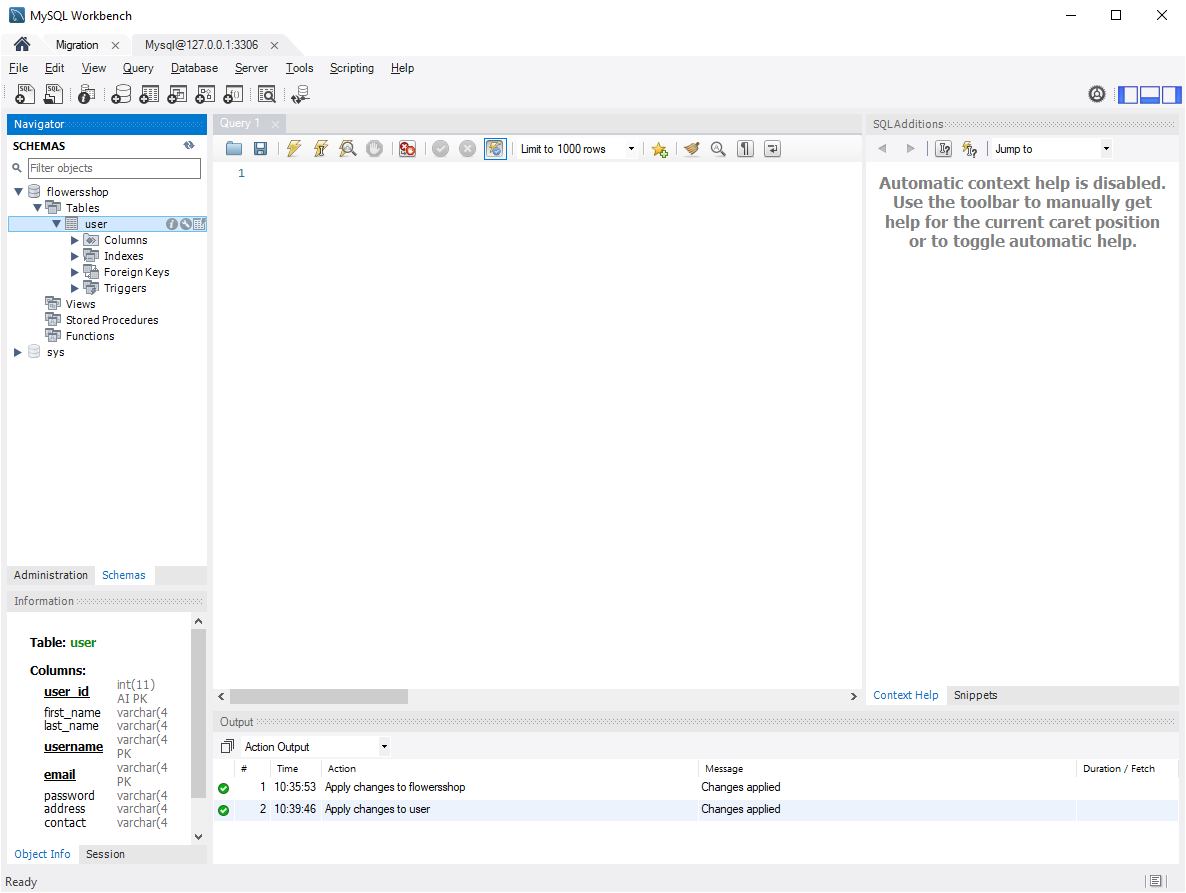 MySQL Workbench
Migration
Mysql@127.0.0.1:3306
File Edit View Query Database Server Tools Scripting Help
Navigator
SCHEMAS
Filter objects
flowersshop
Tables
user
Columns
Indexes
Foreign Keys
Triggers
Views
Stored Procedures
Functions
sys
Administration Schemas
Information
Table: user
Columns:
user_id int(11)
AI PK
first_name varchar(4
last_name varchar(4
username varchar(4
PK
email varchar(4
PK
password varchar(4
address varchar(4
contact varchar(4
Object Info Session
Query 1
Limit to 1000 rows
1
SQLAdditions
Jump to
Automatic context help is disabled.
Use the toolbar to manually get
help for the current caret position
or to toggle automatic help.
Context Help Snippets
Output
Action Output
# Time Action Message Duration / Fetch
1 10:35:53 Apply changes to flowersshop Changes applied
2 10:39:46 Apply changes to user Changes applied
Ready